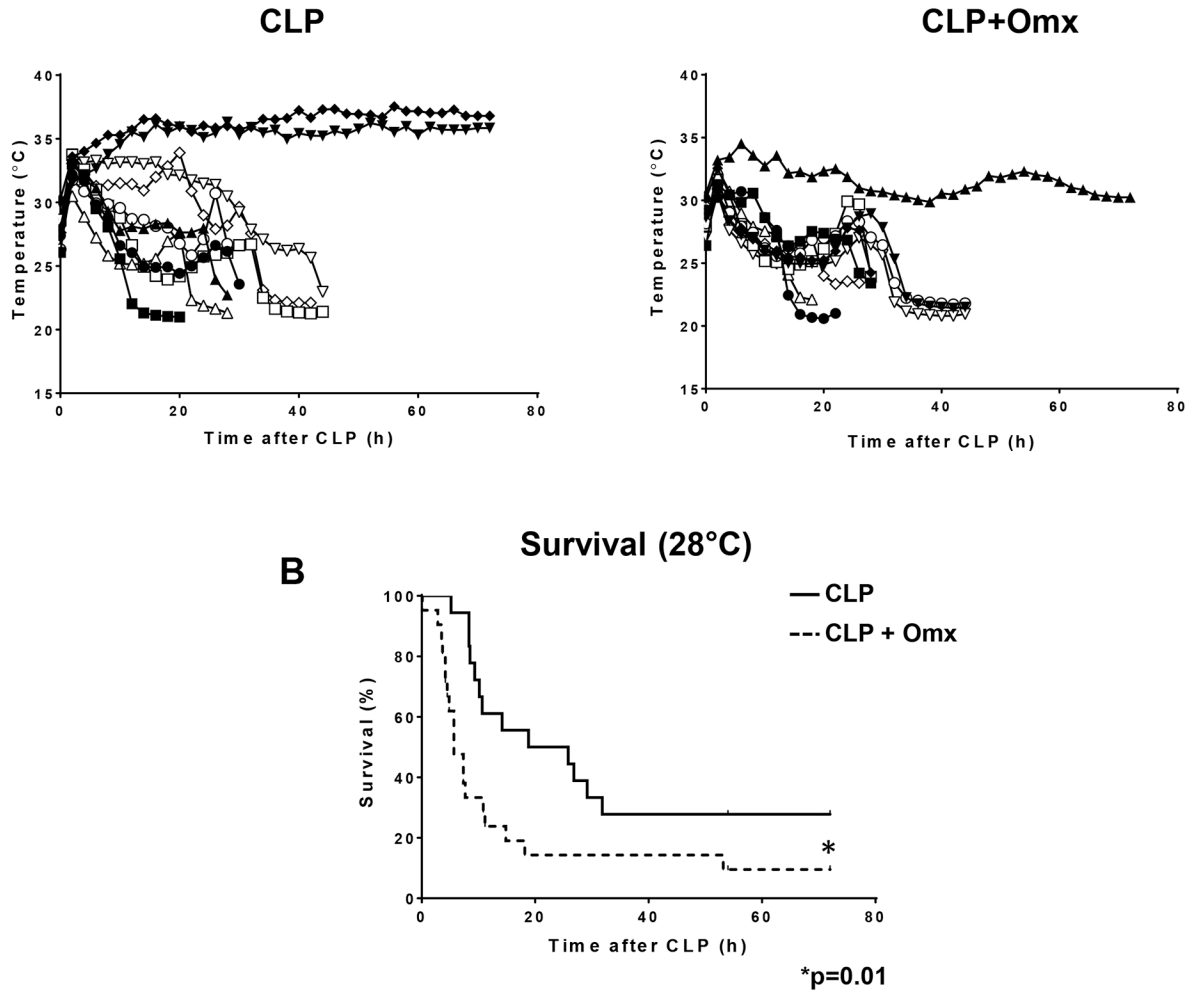 CLP
CLP+Omx
40
35
30
25
20
15
Temperature (°C)
0 20 40 60 80
Time after CLP (h)
40
35
30
25
20
15
Temperature (°C)
0 20 40 60 80
Time after CLP (h)
B
Survival (28°C)
CLP
CLP + Omx
100
80
60
40
20
0
Survival (%)
*
0 20 40 60 80
Time after CLP (h)
*p=0.01